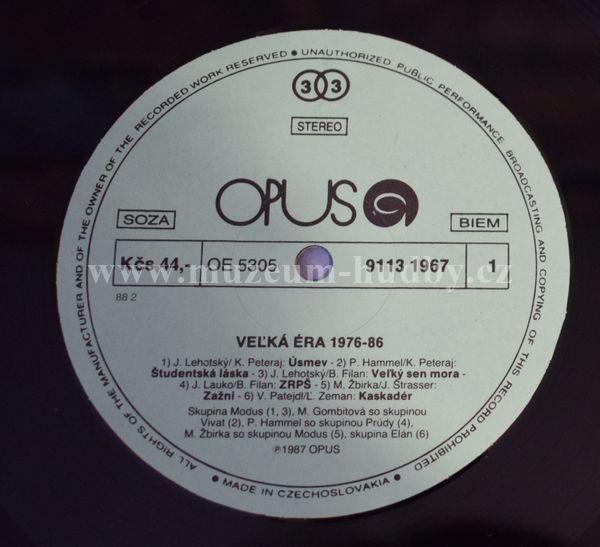 ALL RIGHTS OF THE MANUFACTURER AND OF THE OWNER OF THE RECORDED WORK RESERVED • UNAUTHORIZED PUBLIC PERFORMANCE BROADCASTING AND COPYING OF THIS RECORD PROHIBITED
33
STEREO
OPUS
SOZA
BIEM
Kčs 44,- OE 5305 9113 1967 1
www.muzeum-hudby.cz
88 2
VEĽKÁ ÉRA 1976-86
1) J. Lehotský/ K. Peteraj: Úsmev - 2) P. Hammel/K. Peteraj:
Študentská láska - 3) J. Lehotský/B. Filan: Veľký sen mora -
4) J. Lauko/B. Filan: ZRPŠ - 5) M. Žbirka/J. Štrasser:
Zažni - 6) V. Patejdl/Ľ. Zeman: Kaskadér
Skupina Modus (1, 3), M. Gombitová so skupinou
Vivat (2), P. Hammel so skupinou Prúdy (4),
M. Žbirka so skupinou Modus (5), skupina Elán (6)
Ⓟ1987 OPUS
• MADE IN CZECHOSLOVAKIA •